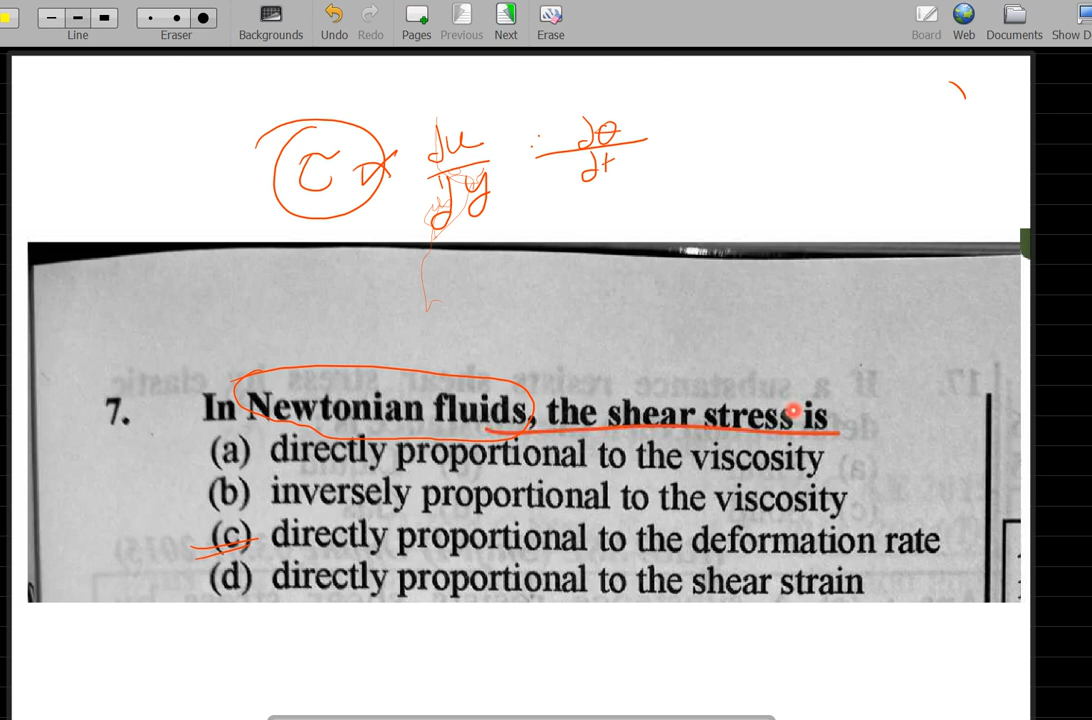 Line Eraser Backgrounds Undo Redo Pages Previous Next Erase Board Web Documents Show D
τ ∝ du/dy = dθ/dt
7. In Newtonian fluids, the shear stress is
(a) directly proportional to the viscosity
(b) inversely proportional to the viscosity
(c) directly proportional to the deformation rate
(d) directly proportional to the shear strain